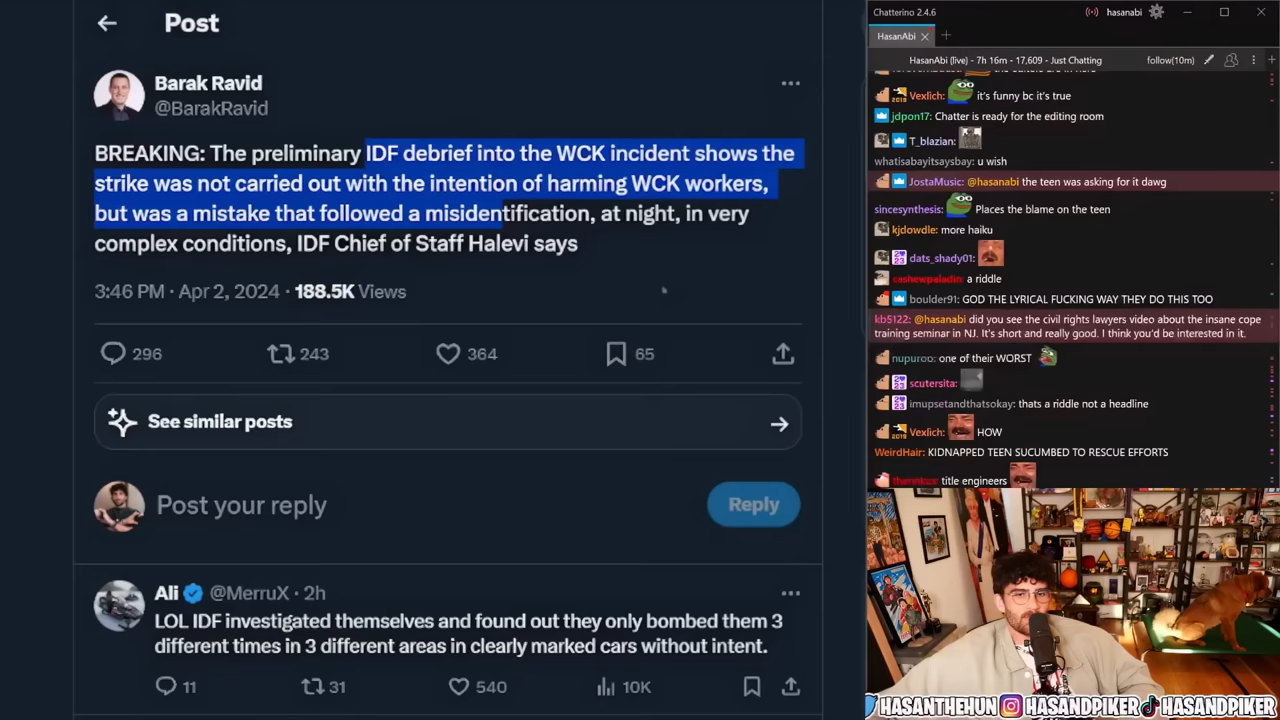 Post
Barak Ravid
@BarakRavid
BREAKING: The preliminary IDF debrief into the WCK incident shows the
strike was not carried out with the intention of harming WCK workers,
but was a mistake that followed a misidentification, at night, in very
complex conditions, IDF Chief of Staff Halevi says
3:46 PM · Apr 2, 2024 · 188.5K Views
296
243
364
65
See similar posts
Post your reply
Reply
Ali @MerruX · 2h
LOL IDF investigated themselves and found out they only bombed them 3
different times in 3 different areas in clearly marked cars without intent.
11
31
540
10K
Chatterino 2.4.6
hasanabi
HasanAbi
HasanAbi (live) - 7h 16m - 17,609 - Just Chatting
follow(10m)
Vexlich: it's funny bc it's true
jdpon17: Chatter is ready for the editing room
T_blazian:
whatisabayitsaysbay: u wish
JostaMusic: @hasanabi the teen was asking for it dawg
sincesynthesis: Places the blame on the teen
kjdowdle: more haiku
dats_shady01:
cashewpaladin: a riddle
boulder91: GOD THE LYRICAL FUCKING WAY THEY DO THIS TOO
kb5122: @hasanabi did you see the civil rights lawyers video about the insane cope
training seminar in NJ. It's short and really good. I think you'd be interested in it.
nupuroo: one of their WORST
scutersita:
imupsetandthatsokay: thats a riddle not a headline
Vexlich: HOW
WeirdHair: KIDNAPPED TEEN SUCUMBED TO RESCUE EFFORTS
title engineers
HASANTHEHUN HASANDPIKER HASANDPIKER